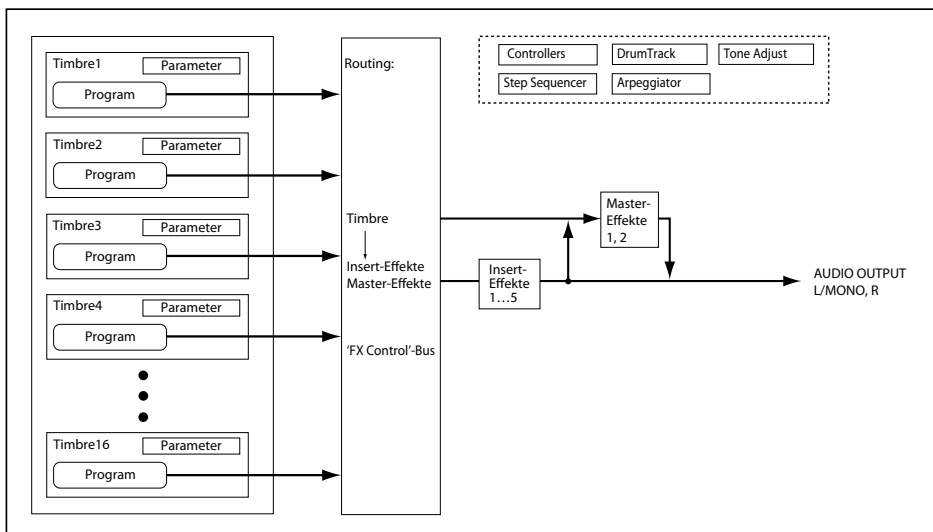 Timbre1
Parameter
Program
Timbre2
Parameter
Program
Timbre3
Parameter
Program
Timbre4
Parameter
Program
Timbre16
Parameter
Program
Routing:
Timbre
Insert-Effekte
Master-Effekte
‘FX Control’-Bus
Controllers
DrumTrack
Tone Adjust
Step Sequencer
Arpeggiator
Master-
Effekte
1, 2
Insert-
Effekte
1…5
AUDIO OUTPUT
L/MONO, R